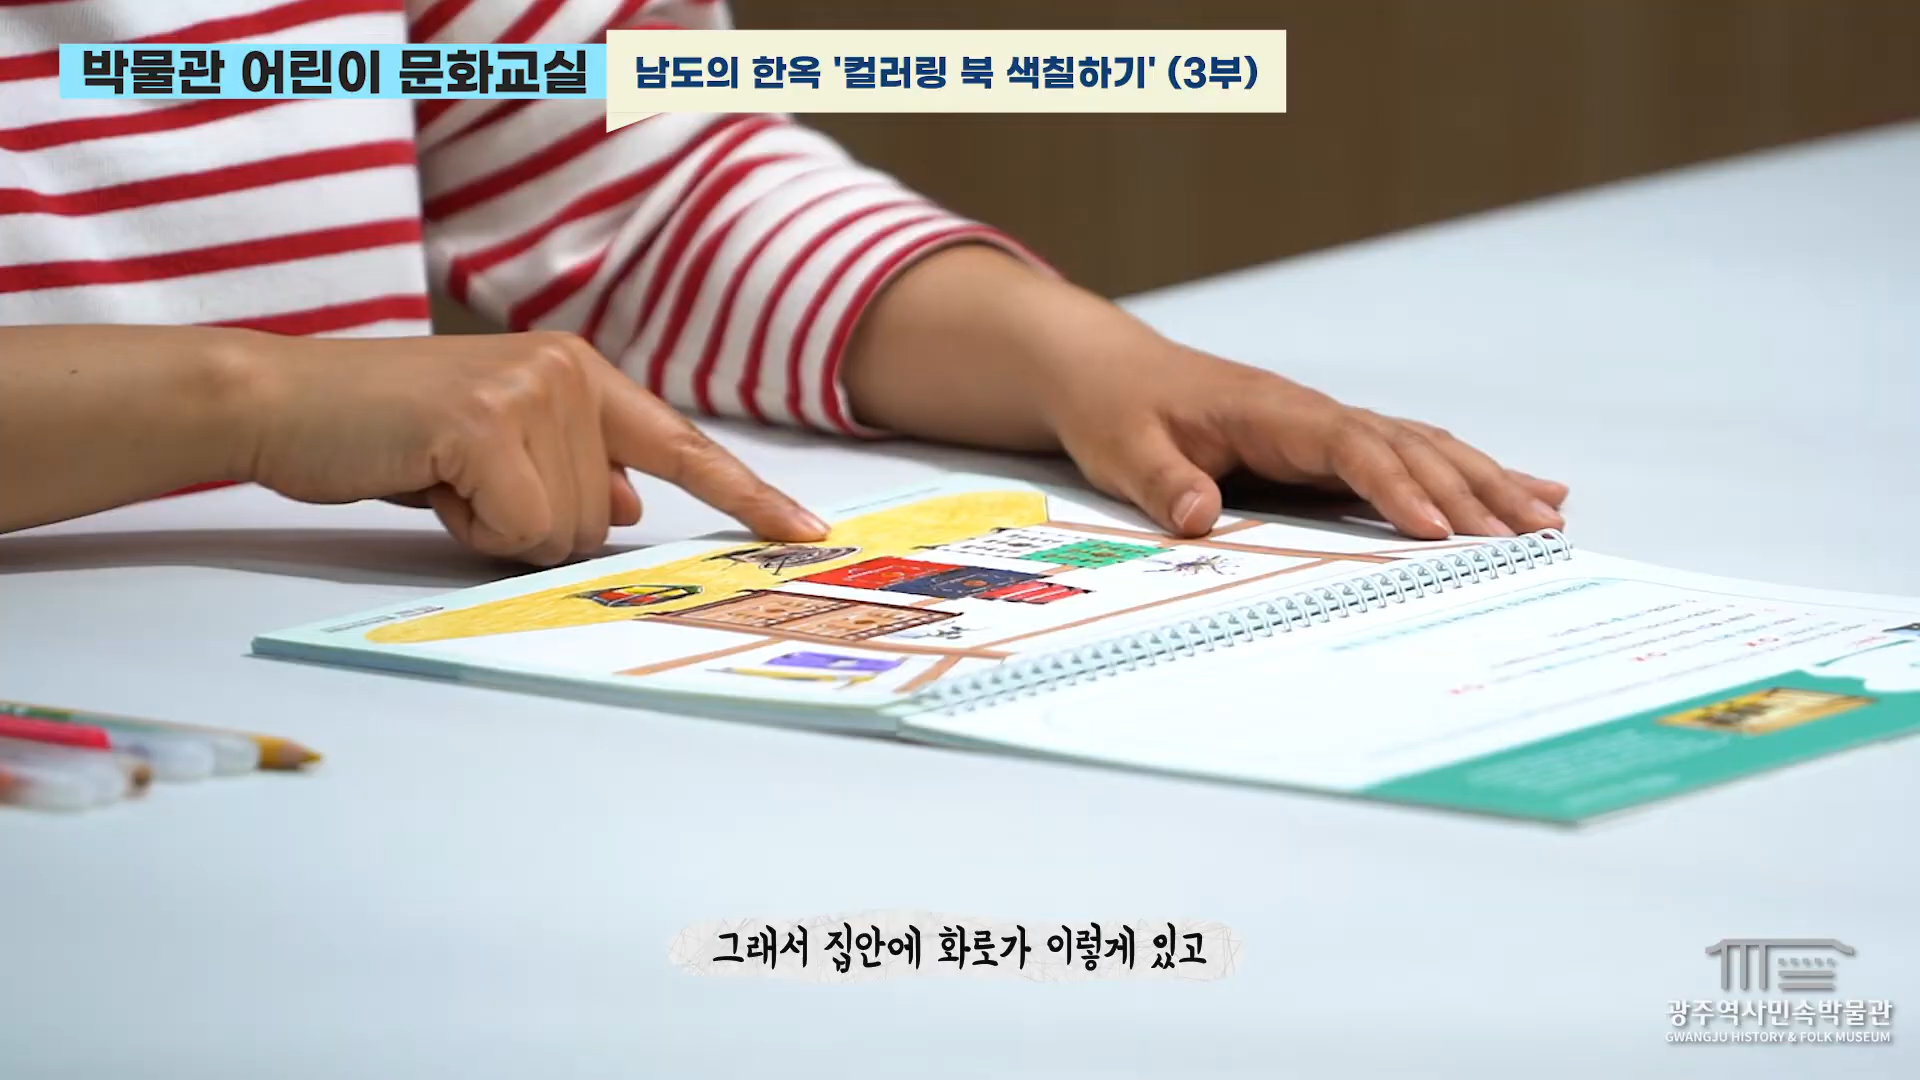 박물관 어린이 문화교실
남도의 한옥 '컬러링 북 색칠하기' (3부)
그래서 집안에 화로가 이렇게 있고
광주역사민속박물관
GWANGJU HISTORY & FOLK MUSEUM